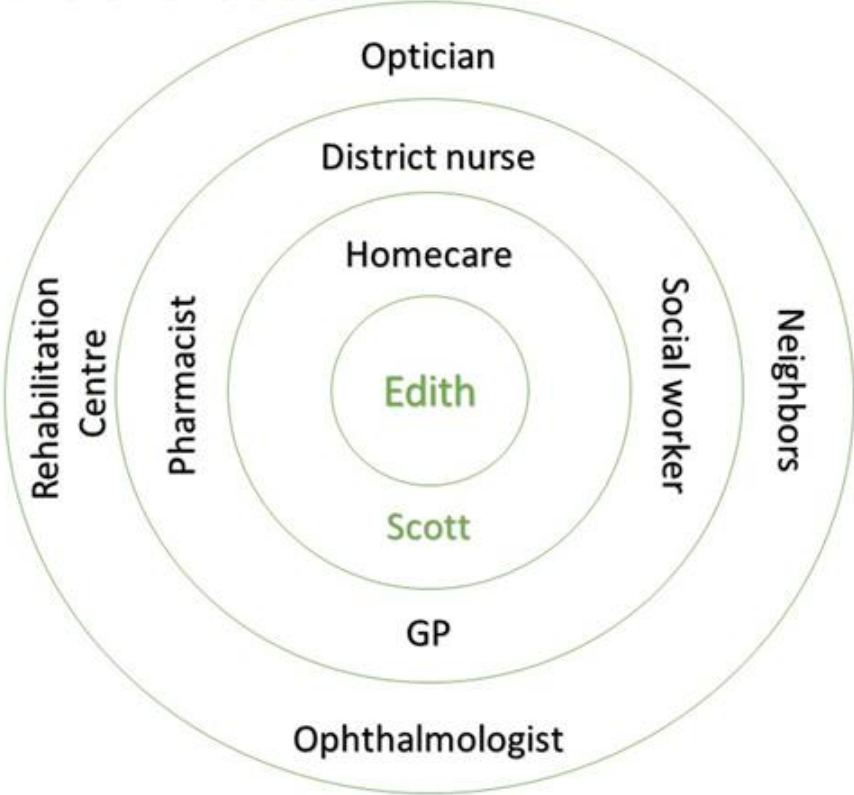 Optician
District nurse
Homecare
Rehabilitation
Centre
Pharmacist
Edith
Social worker
Neighbors
Scott
GP
Ophthalmologist